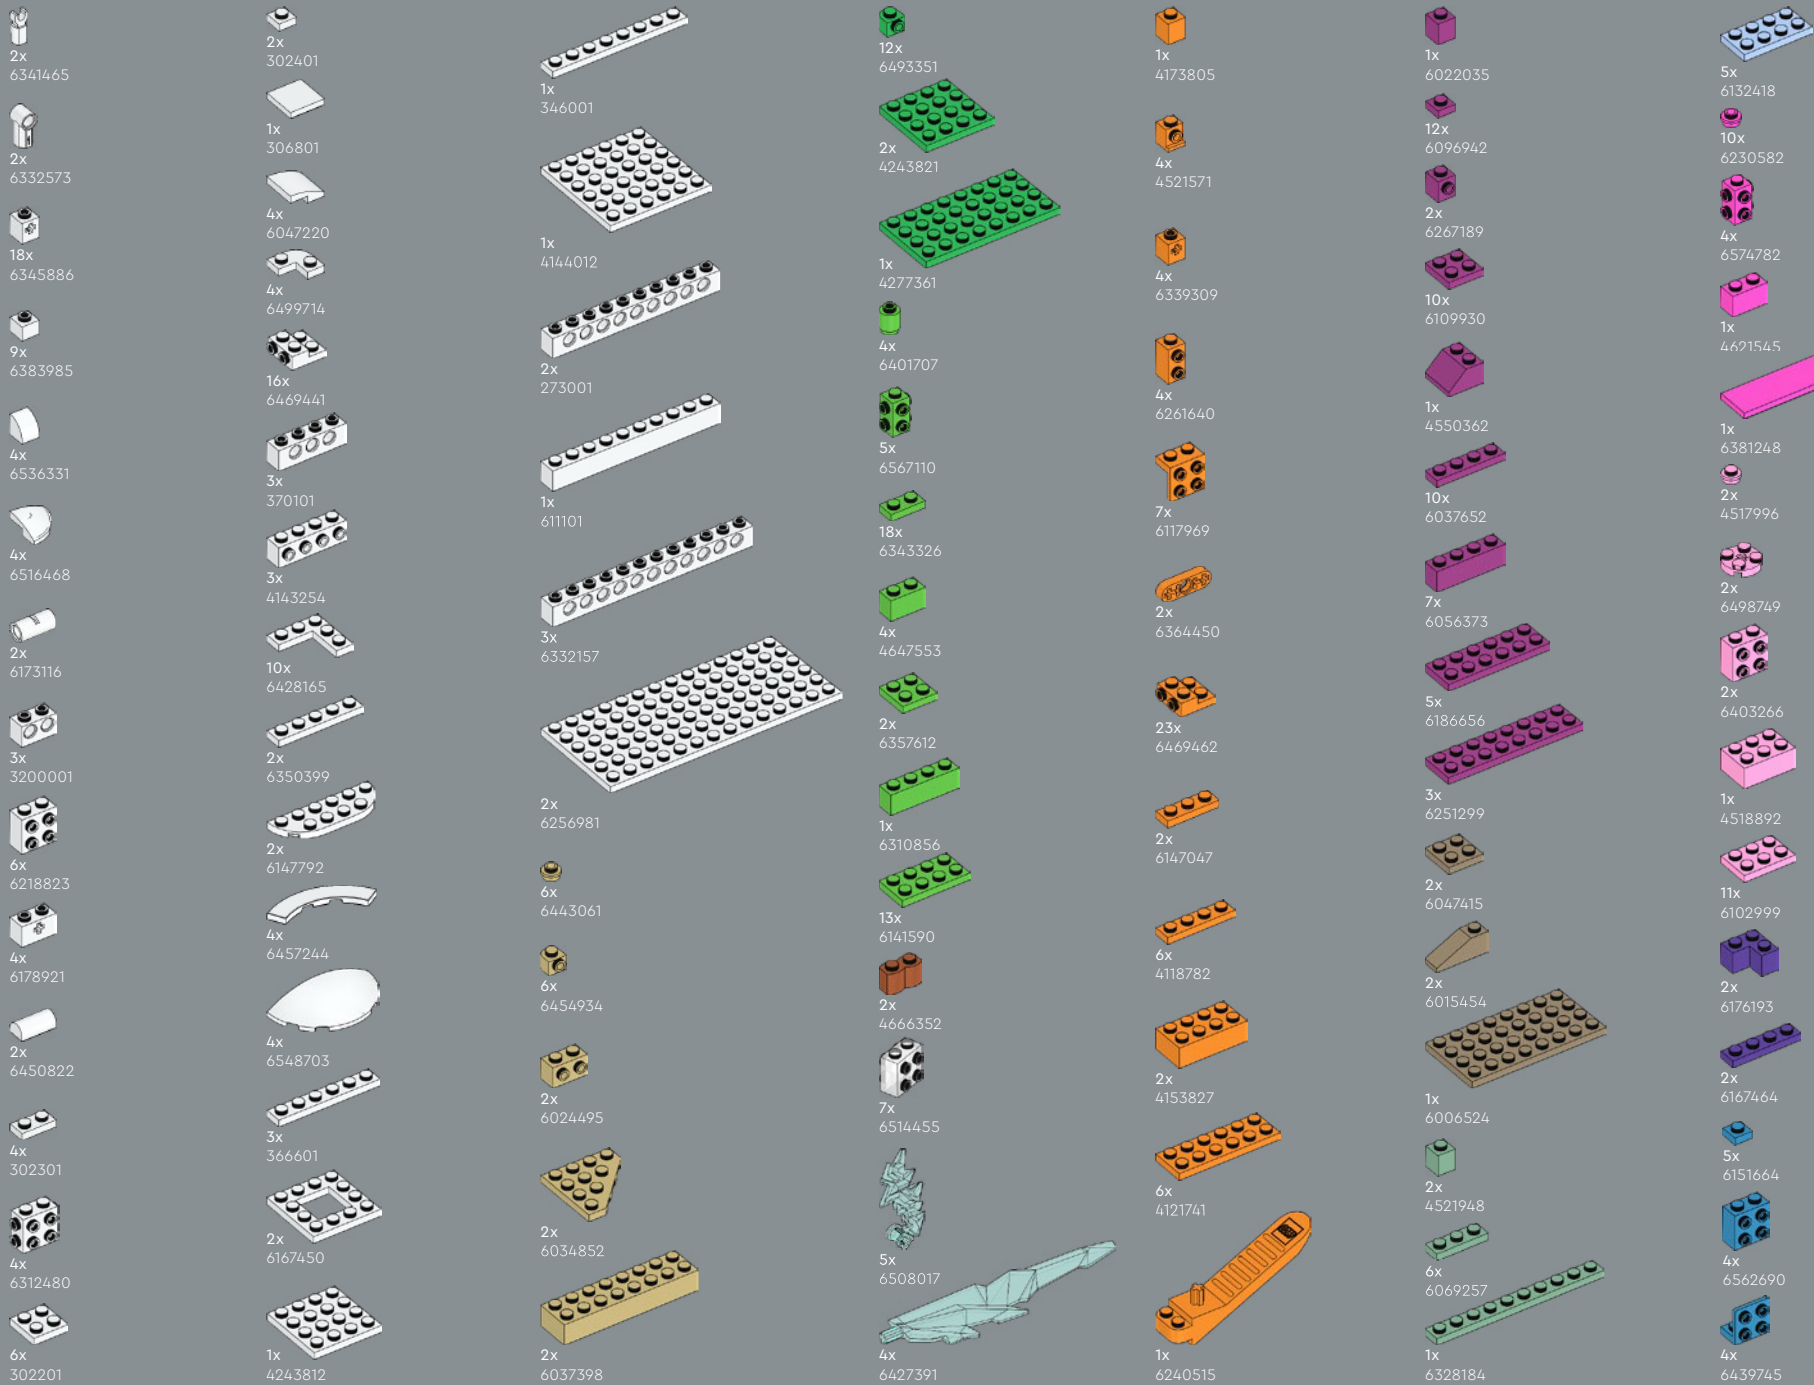 2x
6341465
2x
6332573
18x
6345886
9x
6383985
4x
6536331
4x
6516468
2x
6173116
3x
3200001
6x
6218823
4x
6178921
2x
6450822
4x
302301
4x
6312480
6x
302201
2x
302401
1x
306801
4x
6047220
4x
6499714
16x
6469441
3x
370101
3x
4143254
10x
6428165
2x
6350399
2x
6147792
4x
6457244
4x
6548703
3x
366601
2x
6167450
1x
4243812
1x
346001
1x
4144012
2x
273001
1x
611101
3x
6332157
2x
6256981
6x
6443061
6x
6454934
2x
6024495
2x
6034852
2x
6037398
12x
6493351
2x
4243821
1x
4277361
4x
6401707
5x
6567110
18x
6343326
4x
4647553
2x
6357612
1x
6310856
13x
6141590
2x
4666352
7x
6514455
5x
6508017
4x
6427391
1x
4173805
4x
4521571
4x
6339309
4x
6261640
7x
6117969
2x
6364450
23x
6469462
2x
6147047
6x
4118782
2x
4153827
6x
4121741
1x
6240515
1x
6022035
12x
6096942
2x
6267189
10x
6109930
1x
4550362
10x
6037652
7x
6056373
5x
6186656
3x
6251299
2x
6047415
2x
6015454
1x
6006524
2x
4521948
6x
6069257
1x
6328184
5x
6132418
10x
6230582
4x
6574782
1x
4621545
1x
6381248
2x
4517996
2x
6498749
2x
6403266
1x
4518892
11x
6102999
2x
6176193
2x
6167464
5x
6151664
4x
6562690
4x
6439745